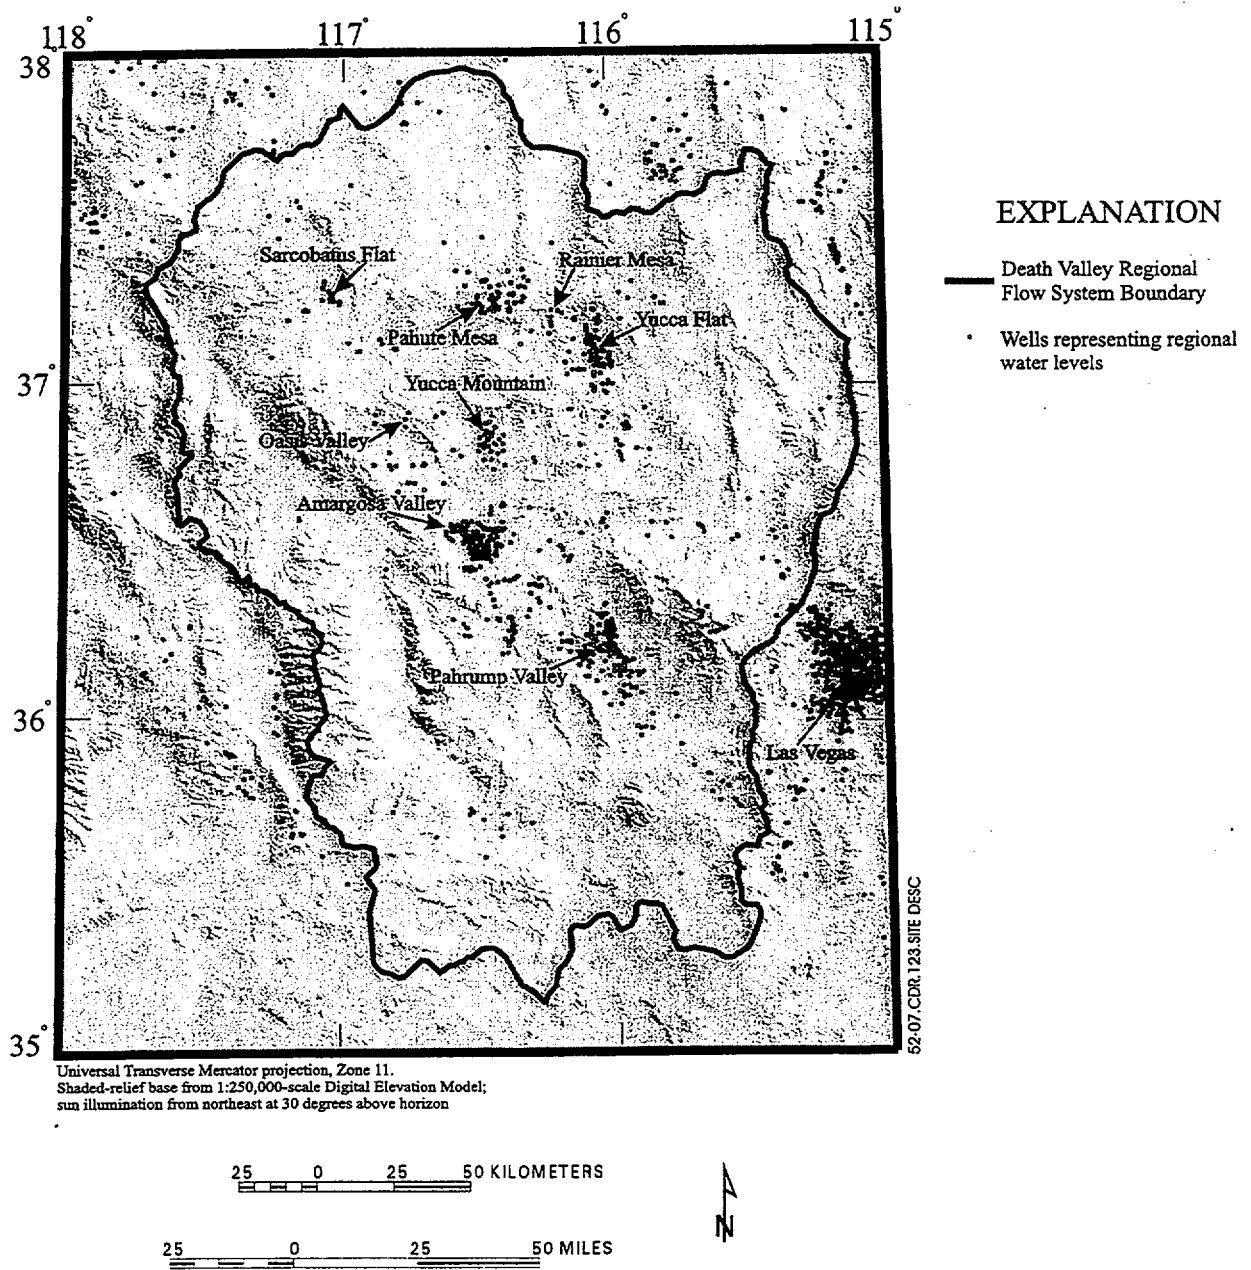 118° 117° 116° 115°
38°
Sarcobatus Flat
Rainier Mesa
Yucca Flat
Pahute Mesa
37°
Yucca Mountain
Oasis Valley
Amargosa Valley
Pahrump Valley
36°
Las Vegas
35°
EXPLANATION
Death Valley Regional
Flow System Boundary
Wells representing regional
water levels
52-07.CDR.123.SITE DESC
Universal Transverse Mercator projection, Zone 11.
Shaded-relief base from 1:250,000-scale Digital Elevation Model;
sun illumination from northeast at 30 degrees above horizon
25 0 25 50 KILOMETERS
N
25 0 25 50 MILES